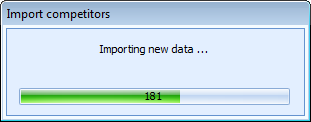 Import competitors
Importing new data ...
181